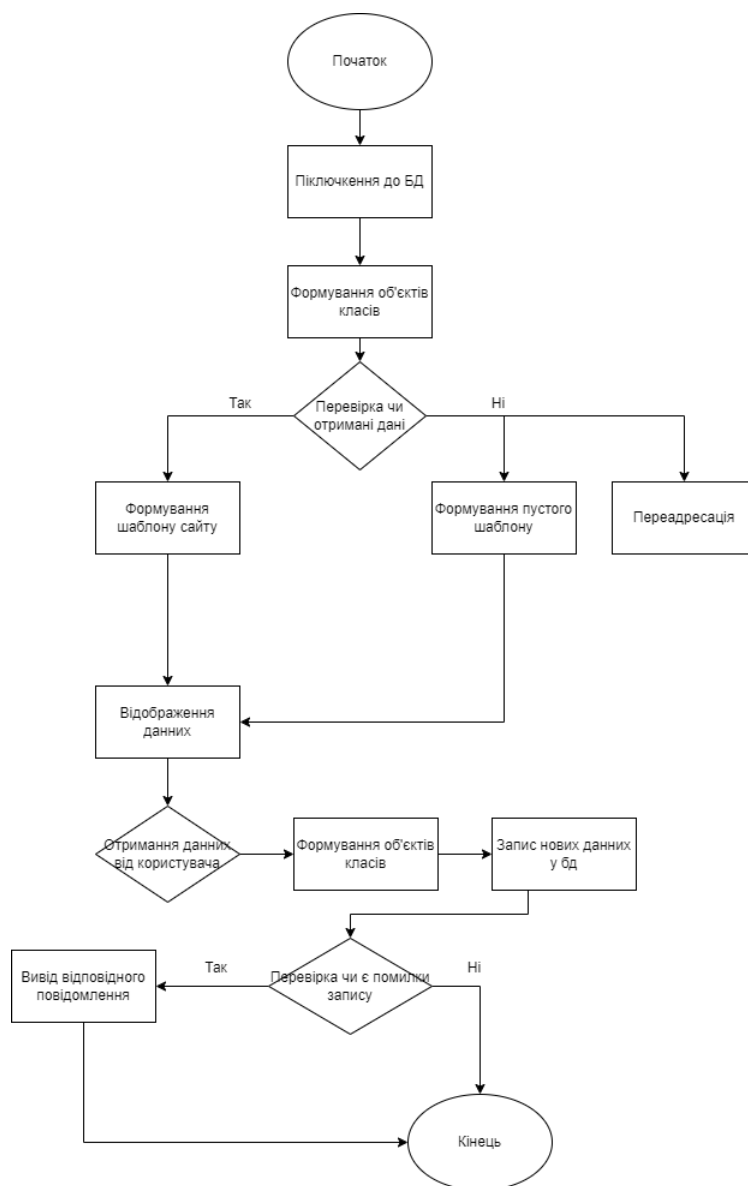 Початок
Піключкення до БД
Формування об'єктів
класів
Так
Перевірка чи
отримані дані
Ні
Формування
шаблону сайту
Формування пустого
шаблону
Переадресація
Відображення
данних
Отримання данних
від користувача
Формування об'єктів
класів
Запис нових данних
у бд
Вивід відповідного
повідомлення
Так
Перевірка чи є помилки
запису
Ні
Кінець